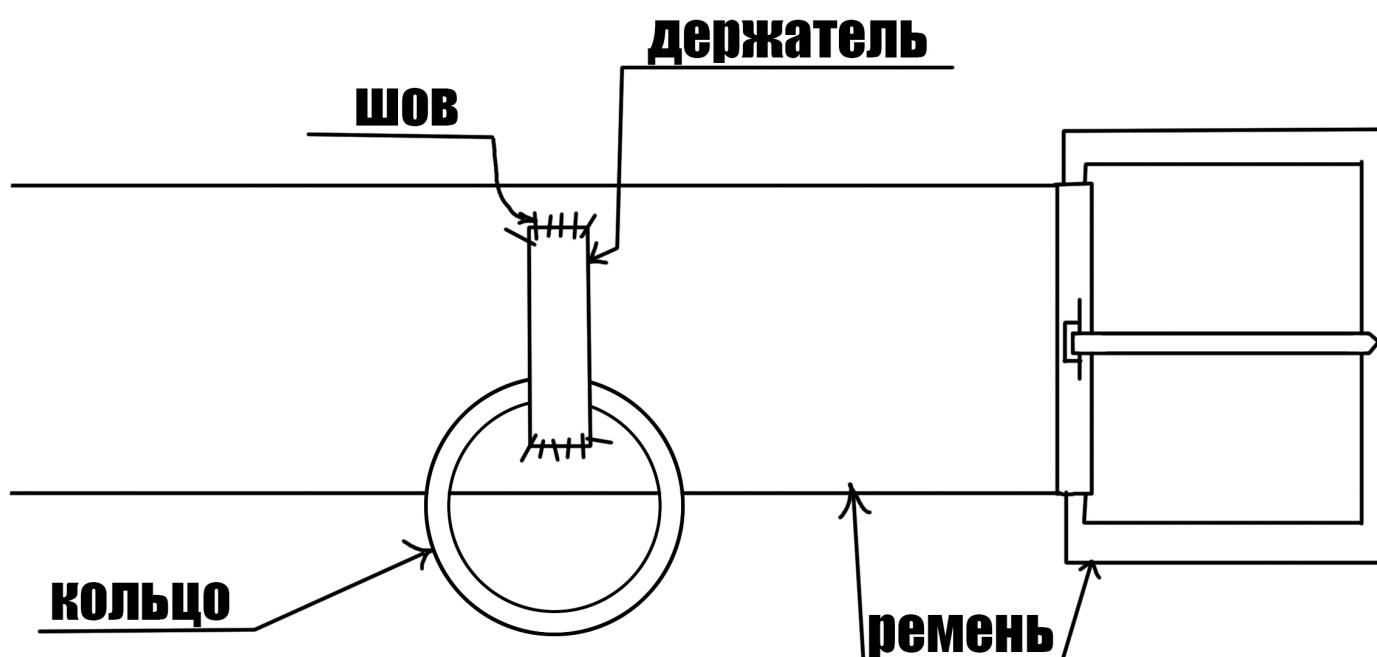 держатель
шов
кольцо
ремень